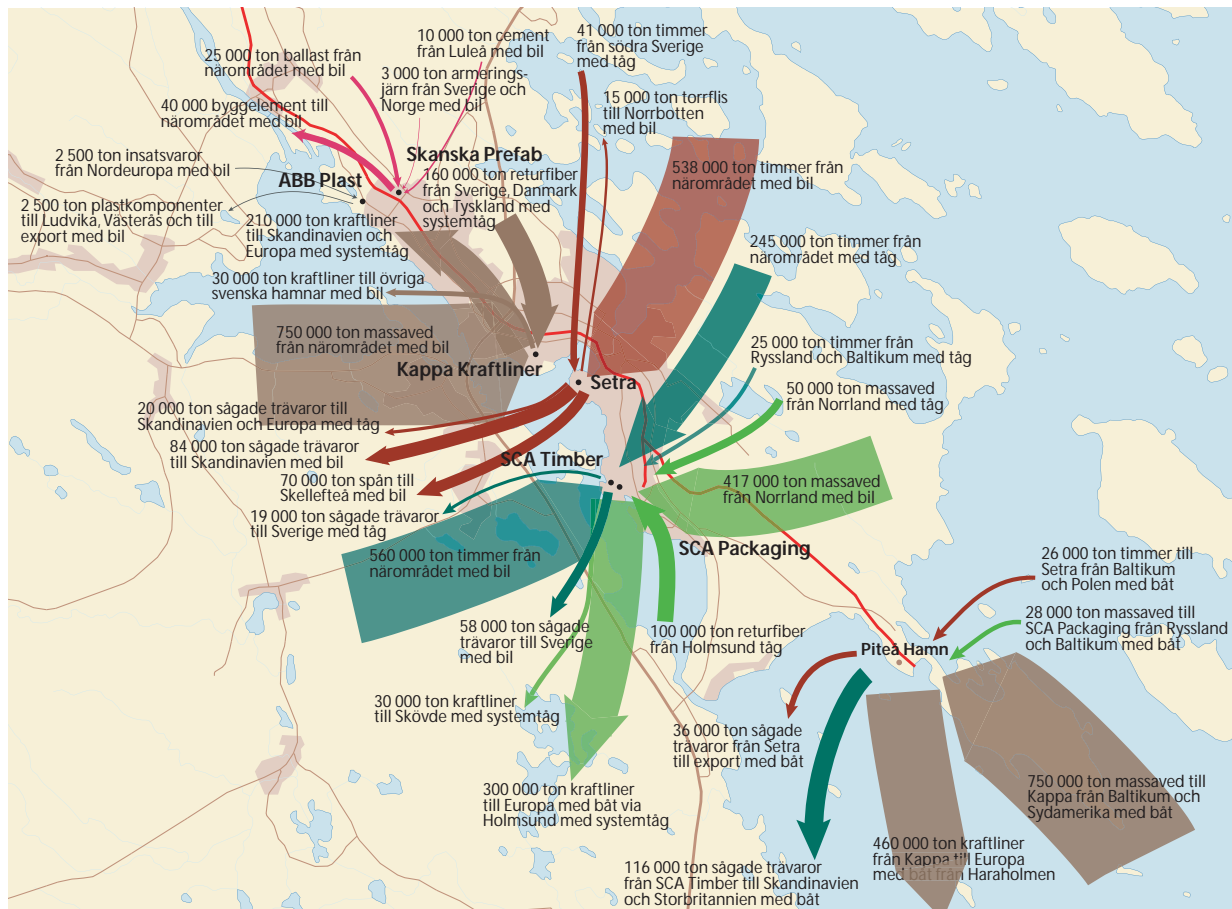 10 000 ton cement
från Luleå med bil
41 000 ton timmer
från södra Sverige
med tåg
25 000 ton ballast från
närområdet med bil
3 000 ton armerings-
järn från Sverige och
Norge med bil
40 000 byggelement till
närområdet med bil
15 000 ton torrflis
till Norrbotten
med bil
2 500 ton insatsvaror
från Nordeuropa med bil
ABB Plast
Skanska Prefab
160 000 ton returfiber
från Sverige, Danmark
och Tyskland med
systemtåg
538 000 ton timmer från
närområdet med bil
2 500 ton plastkomponenter
till Ludvika, Västerås och till
export med bil
210 000 ton kraftliner
till Skandinavien och
Europa med systemtåg
245 000 ton timmer från
närområdet med tåg
30 000 ton kraftliner till övriga
svenska hamnar med bil
750 000 ton massaved
från närområdet med bil
Kappa Kraftliner
25 000 ton timmer från
Ryssland och Baltikum med tåg
Setra
50 000 ton massaved
från Norrland med tåg
20 000 ton sågade trävaror till
Skandinavien och Europa med tåg
84 000 ton sågade trävaror
till Skandinavien med bil
SCA Timber
70 000 ton spån till
Skellefteå med bil
417 000 ton massaved
från Norrland med bil
19 000 ton sågade trävaror
till Sverige med tåg
560 000 ton timmer från
närområdet med bil
SCA Packaging
26 000 ton timmer till
Setra från Baltikum
och Polen med båt
58 000 ton sågade
trävaror till Sverige
med bil
100 000 ton returfiber
från Holmsund tåg
28 000 ton massaved till
SCA Packaging från Ryssland
och Baltikum med båt
Piteå Hamn
30 000 ton kraftliner
till Skövde med systemtåg
36 000 ton sågade
trävaror från Setra
till export med båt
300 000 ton kraftliner
till Europa med båt via
Holmsund med systemtåg
750 000 ton massaved till
Kappa från Baltikum och
Sydamerika med båt
460 000 ton kraftliner
från Kappa till Europa
med båt från Haraholmen
116 000 ton sågade trävaror
från SCA Timber till Skandinavien
och Storbritannien med båt